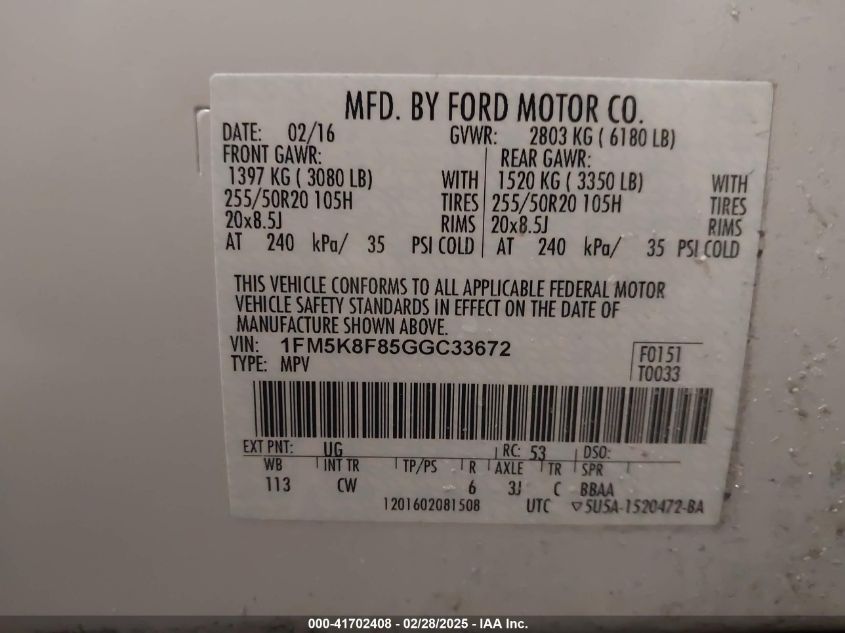 MFD. BY FORD MOTOR CO.
DATE: 02/16 GVWR: 2803 KG ( 6180 LB)
FRONT GAWR: REAR GAWR:
1397 KG ( 3080 LB) WITH 1520 KG ( 3350 LB) WITH
255/50R20 105H TIRES 255/50R20 105H TIRES
20x8.5J RIMS 20x8.5J RIMS
AT 240 kPa/ 35 PSI COLD AT 240 kPa/ 35 PSI COLD
THIS VEHICLE CONFORMS TO ALL APPLICABLE FEDERAL MOTOR
VEHICLE SAFETY STANDARDS IN EFFECT ON THE DATE OF
MANUFACTURE SHOWN ABOVE.
VIN: 1FM5K8F85GGC33672 F0151
TYPE: MPV T0033
EXT PNT: UG RC: 53 DSO:
WB INT TR TP/PS R AXLE TR SPR
113 CW 6 3J C BBAA
1201602081508 UTC ▽5U5A-1520472-BA
000-41702408 - 02/28/2025 - IAA Inc.